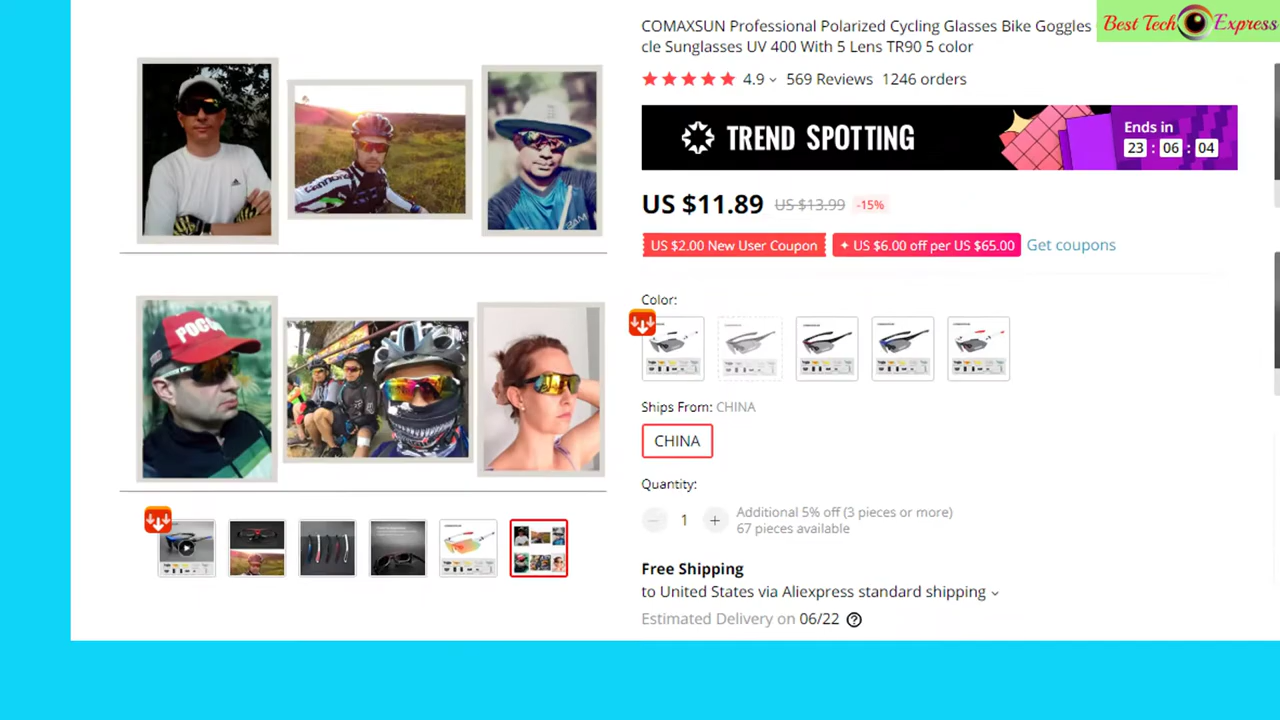 Best Tech Express
COMAXSUN Professional Polarized Cycling Glasses Bike Goggles
cle Sunglasses UV 400 With 5 Lens TR90 5 color
4.9 569 Reviews 1246 orders
TREND SPOTTING
Ends in
23 : 06 : 04
US $11.89 US $13.99 -15%
US $2.00 New User Coupon US $6.00 off per US $65.00 Get coupons
Color:
Ships From: CHINA
CHINA
Quantity:
1
Additional 5% off (3 pieces or more)
67 pieces available
Free Shipping
to United States via Aliexpress standard shipping
Estimated Delivery on 06/22
РОССИ